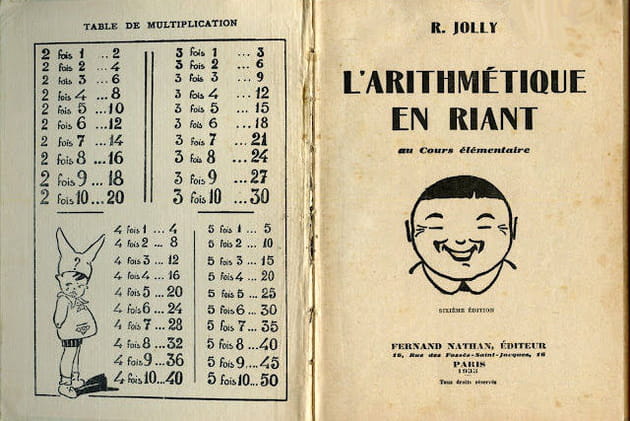 TABLE DE MULTIPLICATION
2 fois 1 ... 2
2 fois 2 ... 4
2 fois 3 ... 6
2 fois 4 ... 8
2 fois 5 ... 10
2 fois 6 ... 12
2 fois 7 ... 14
2 fois 8 ... 16
2 fois 9 ... 18
2 fois 10 ... 20
3 fois 1 ... 3
3 fois 2 ... 6
3 fois 3 ... 9
3 fois 4 ... 12
3 fois 5 ... 15
3 fois 6 ... 18
3 fois 7 ... 21
3 fois 8 ... 24
3 fois 9 ... 27
3 fois 10 ... 30
?
4 fois 1 ... 4
4 fois 2 ... 8
4 fois 3 ... 12
4 fois 4 ... 16
4 fois 5 ... 20
4 fois 6 ... 24
4 fois 7 ... 28
4 fois 8 ... 32
4 fois 9 ... 36
4 fois 10 ... 40
5 fois 1 ... 5
5 fois 2 ... 10
5 fois 3 ... 15
5 fois 4 ... 20
5 fois 5 ... 25
5 fois 6 ... 30
5 fois 7 ... 35
5 fois 8 ... 40
5 fois 9 ... 45
5 fois 10 ... 50
R. JOLLY
L'ARITHMÉTIQUE
EN RIANT
au Cours élémentaire
SIXIÈME ÉDITION
FERNAND NATHAN, ÉDITEUR
16, Rue des Fossés-Saint-Jacques, 16
PARIS
1933
Tous droits réservés